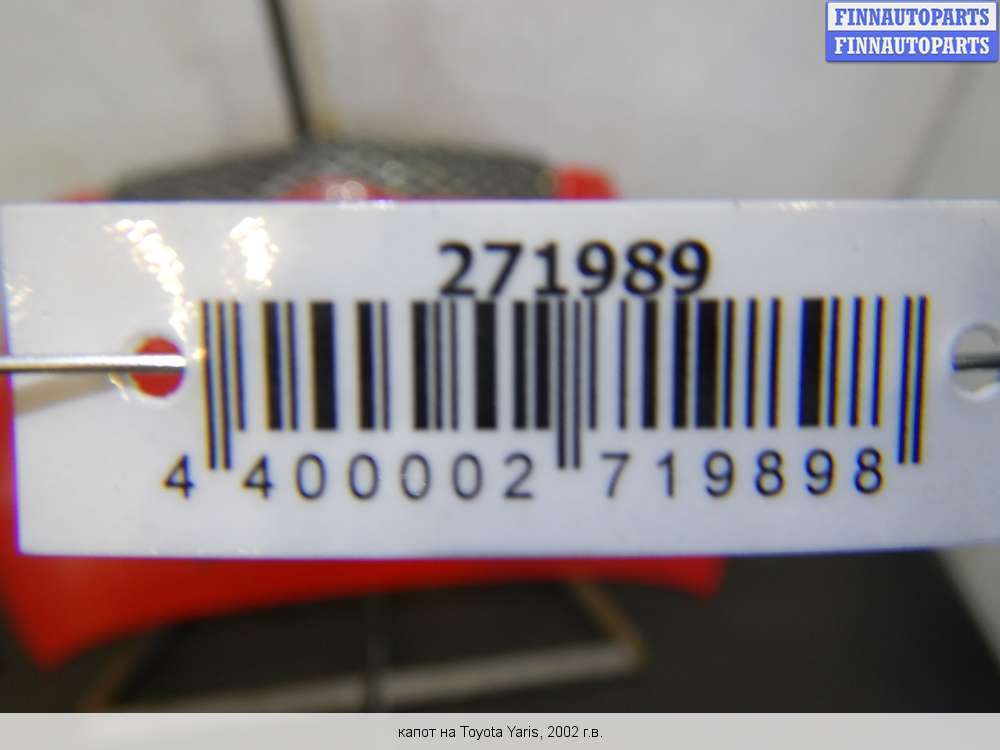 FINNAUTOPARTS
FINNAUTOPARTS
271989
4 400002 719898
капот на Toyota Yaris, 2002 г.в.